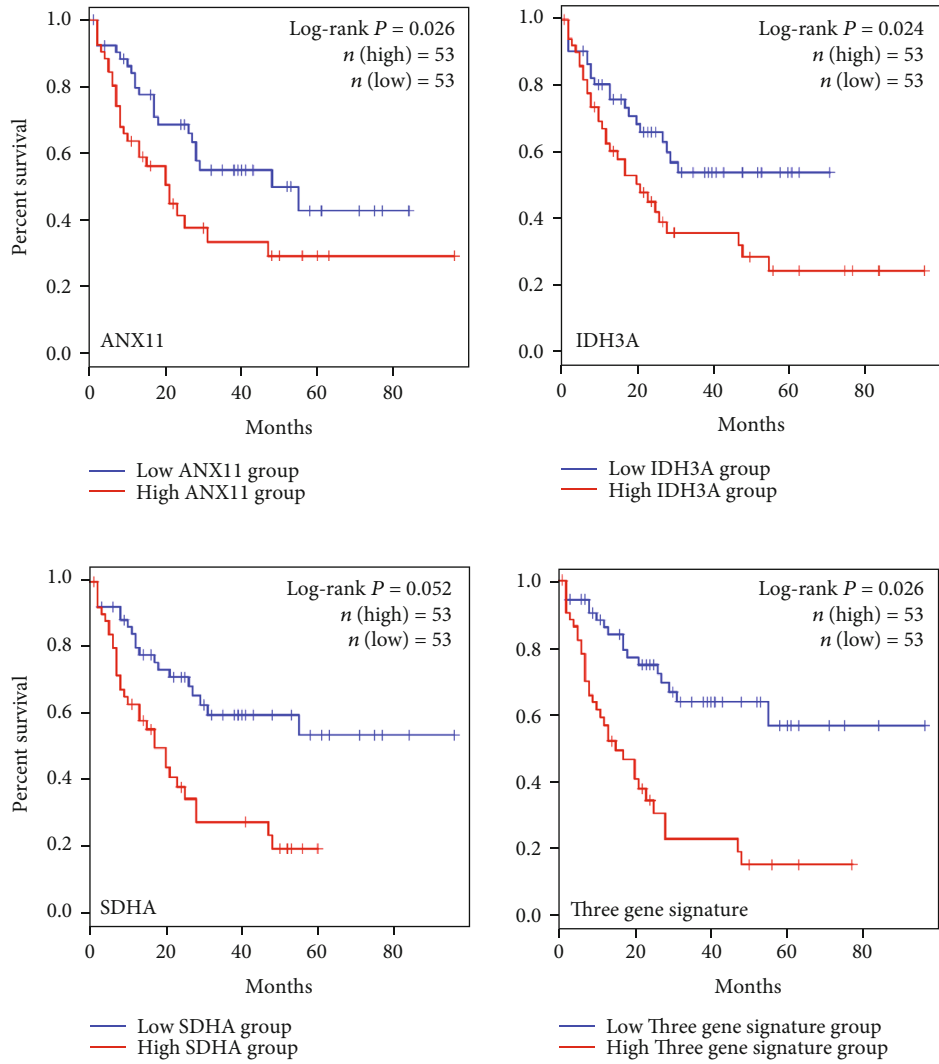 1.0
0.8
0.6
0.4
0.2
0.0
Percent survival
Log-rank P = 0.026
n (high) = 53
n (low) = 53
ANX11
0 20 40 60 80
Months
Low ANX11 group
High ANX11 group
1.0
0.8
0.6
0.4
0.2
0.0
Log-rank P = 0.024
n (high) = 53
n (low) = 53
IDH3A
0 20 40 60 80
Months
Low IDH3A group
High IDH3A group
1.0
0.8
0.6
0.4
0.2
0.0
Percent survival
Log-rank P = 0.052
n (high) = 53
n (low) = 53
SDHA
0 20 40 60 80
Months
Low SDHA group
High SDHA group
1.0
0.8
0.6
0.4
0.2
0.0
Log-rank P = 0.026
n (high) = 53
n (low) = 53
Three gene signature
0 20 40 60 80
Months
Low Three gene signature group
High Three gene signature group